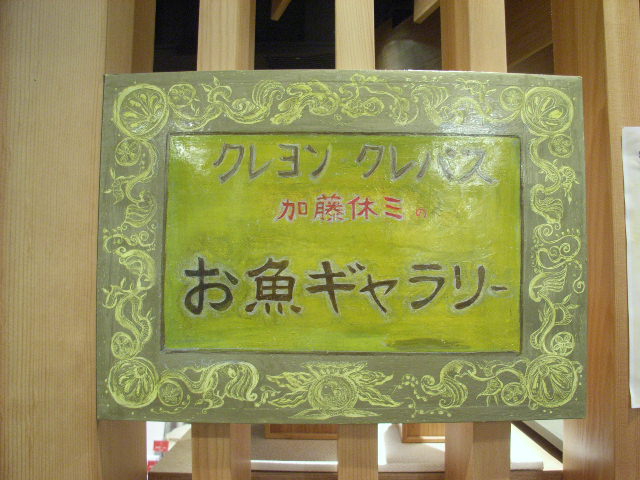 クレヨン クレパス
加藤休ミの
お魚ギャラリー